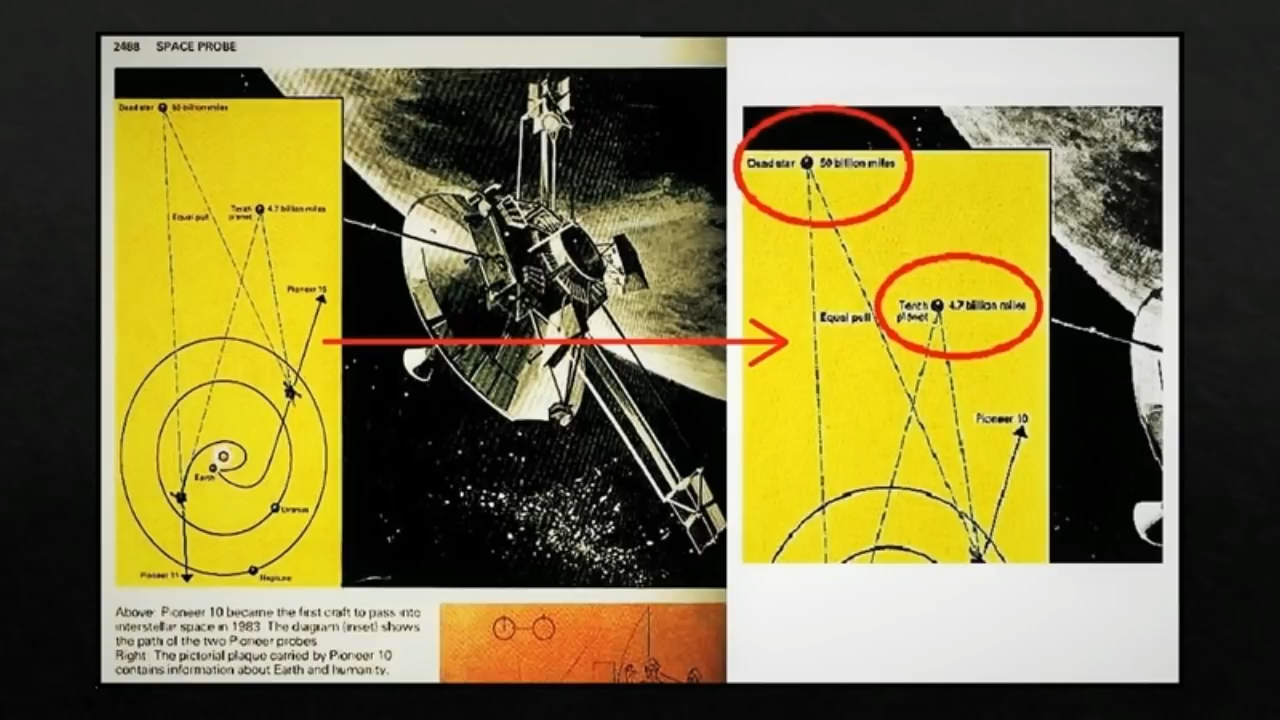 2488 SPACE PROBE
Dead star 50 billion miles
Equal pull
Tenth planet 4.7 billion miles
Pioneer 10
Earth
Uranus
Pioneer 11
Neptune
Above: Pioneer 10 became the first craft to pass into
interstellar space in 1983. The diagram (inset) shows
the path of the two Pioneer probes.
Right: The pictorial plaque carried by Pioneer 10
contains information about Earth and humanity.
Dead star 50 billion miles
Tenth planet 4.7 billion miles
Equal pull
Pioneer 10